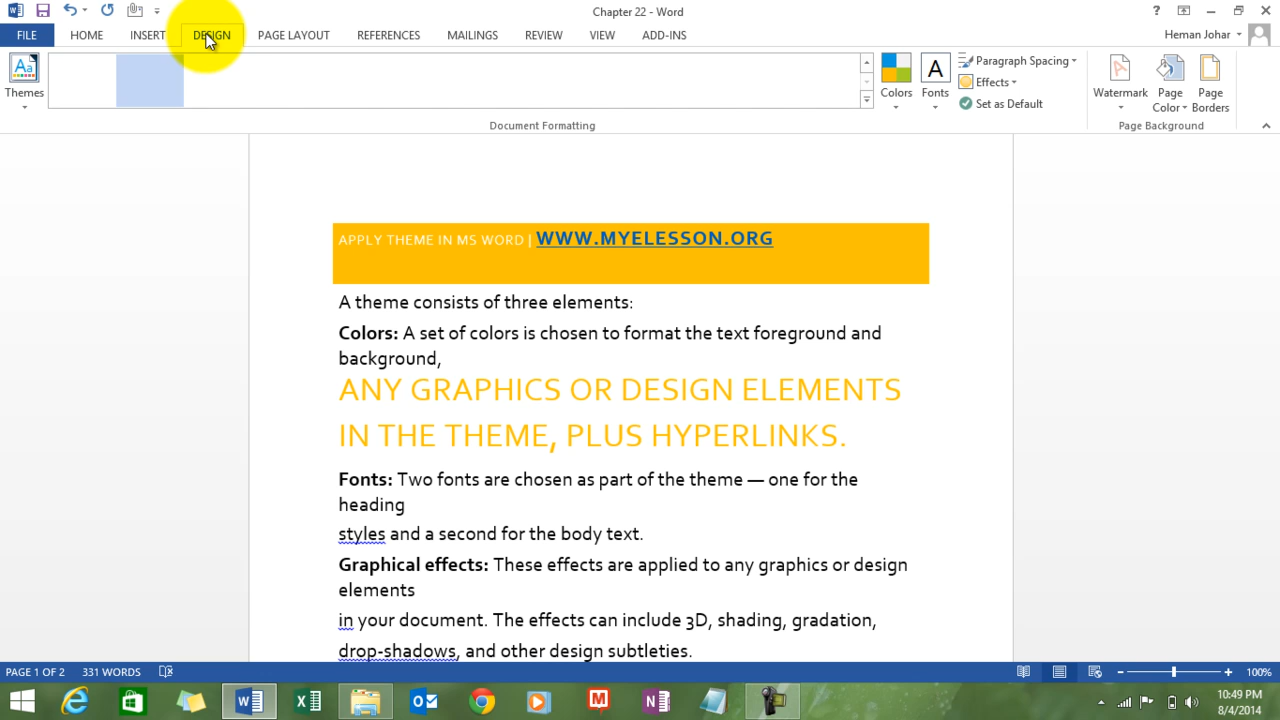 Chapter 22 - Word
FILE HOME INSERT DESIGN PAGE LAYOUT REFERENCES MAILINGS REVIEW VIEW ADD-INS Heman Johar
Aa A Paragraph Spacing
Effects
Themes Colors Fonts Watermark Page Color Page Borders
Set as Default
Document Formatting Page Background
APPLY THEME IN MS WORD | WWW.MYELESSON.ORG
A theme consists of three elements:
Colors: A set of colors is chosen to format the text foreground and
background,
ANY GRAPHICS OR DESIGN ELEMENTS
IN THE THEME, PLUS HYPERLINKS.
Fonts: Two fonts are chosen as part of the theme — one for the
heading
styles and a second for the body text.
Graphical effects: These effects are applied to any graphics or design
elements
in your document. The effects can include 3D, shading, gradation,
drop-shadows, and other design subtleties.
PAGE 1 OF 2 331 WORDS 100%
10:49 PM
8/4/2014